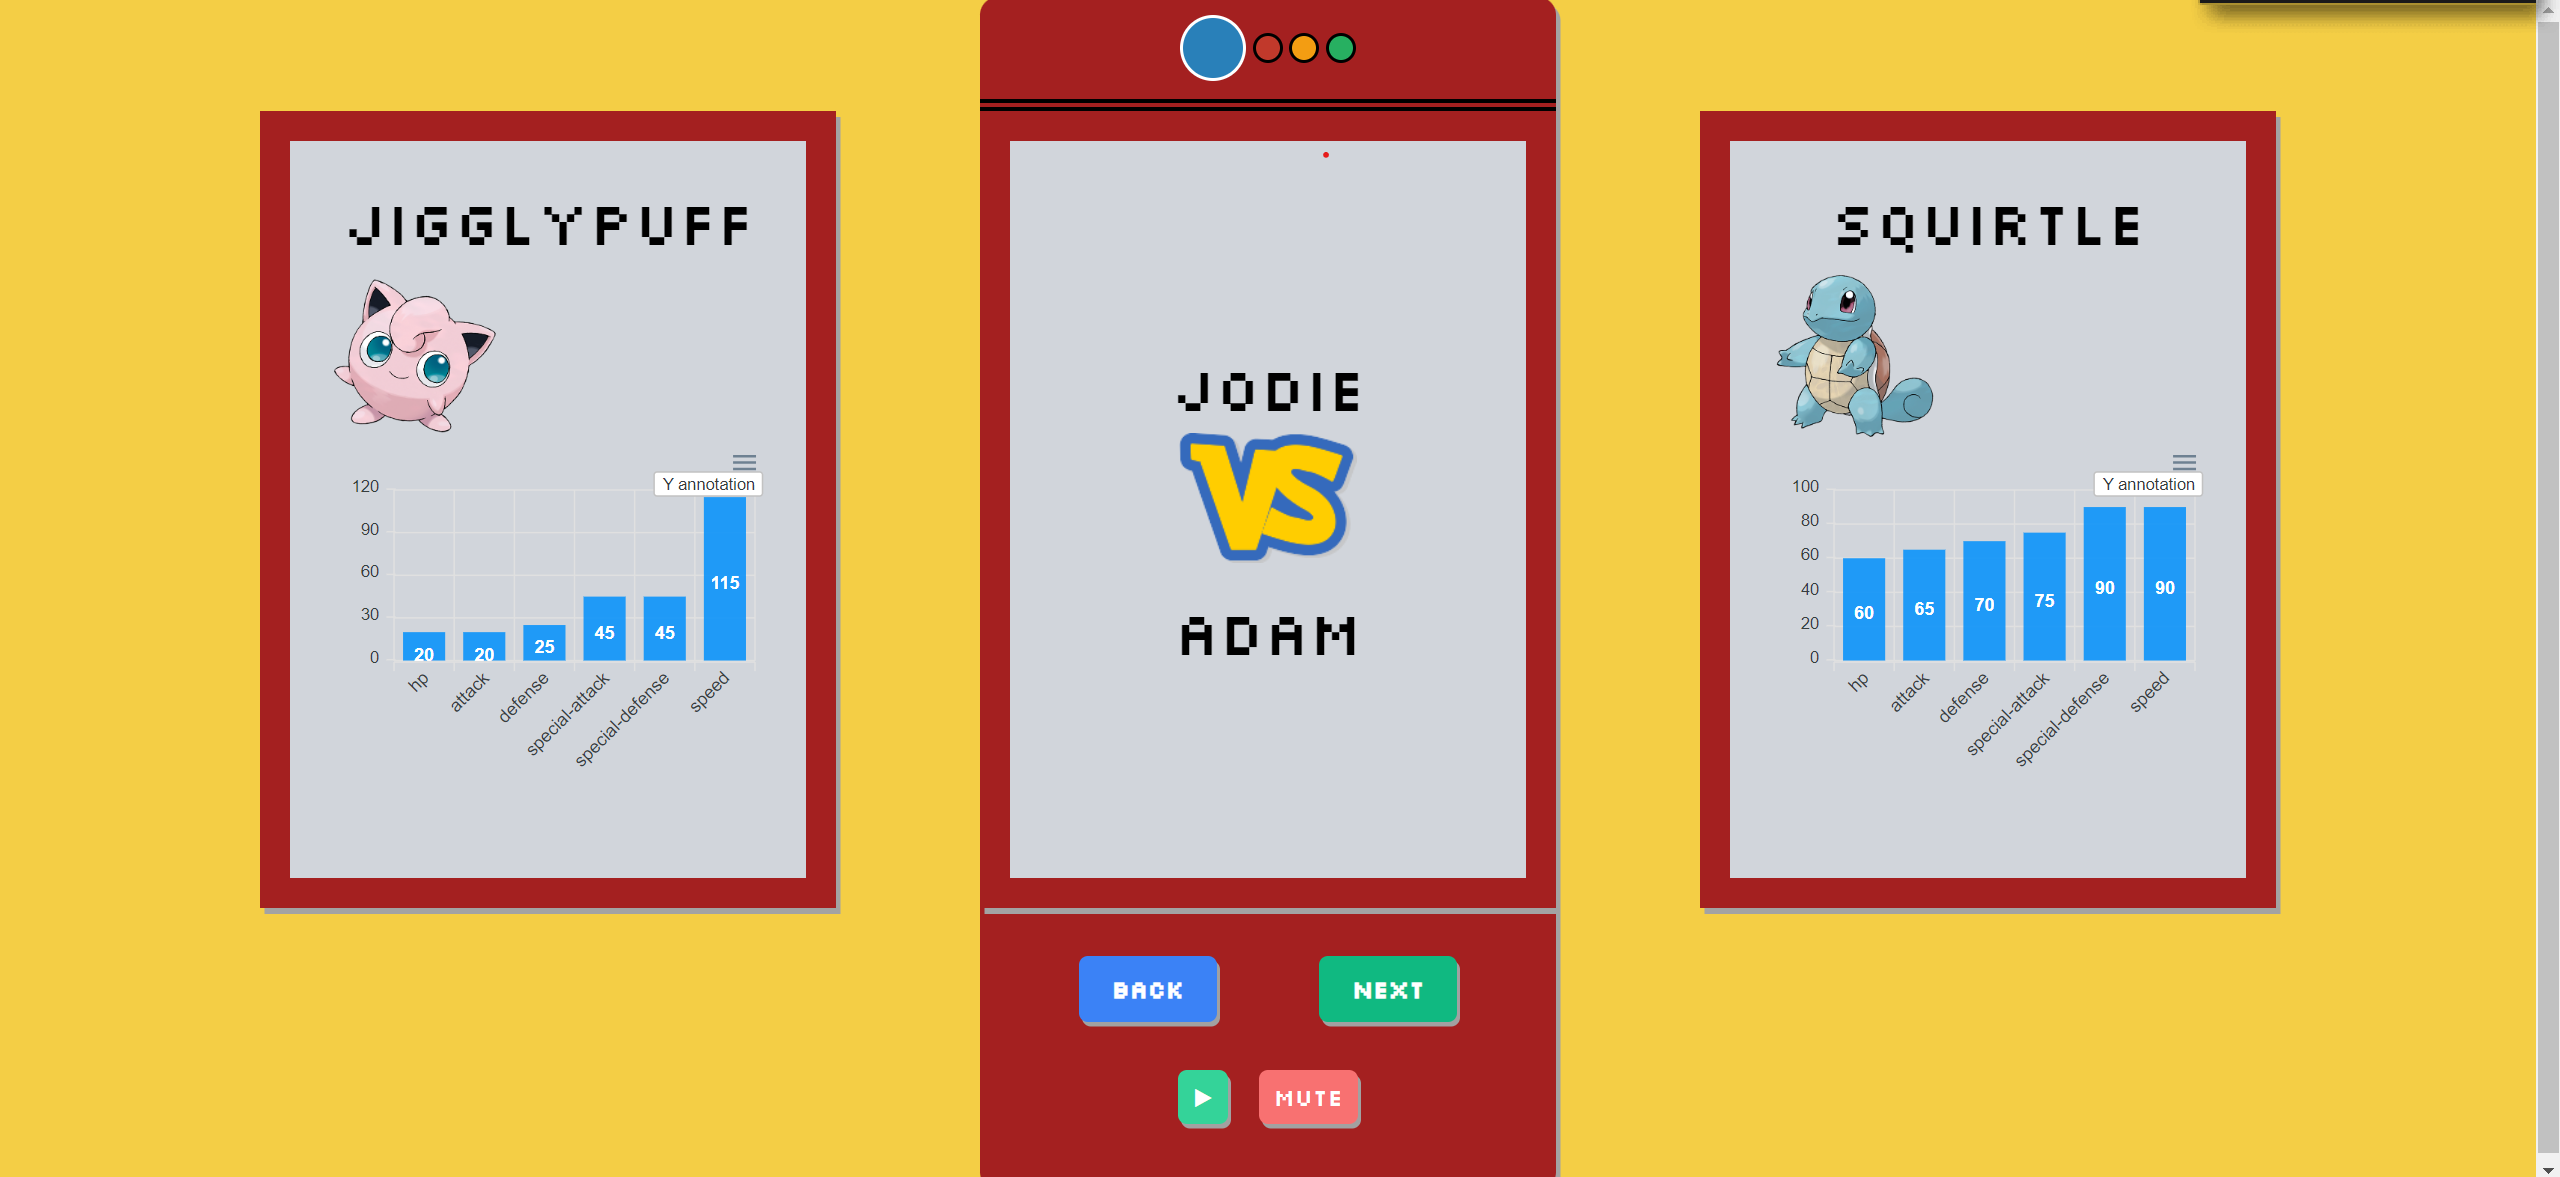 JIGGLYPUFF
Y annotation
120
90
60
30
0
20 20 25 45 45 115
hp attack defense special-attack special-defense speed
JODIE
VS
ADAM
BACK NEXT
MUTE
SQUIRTLE
Y annotation
100
80
60
40
20
0
60 65 70 75 90 90
hp attack defense special-attack special-defense speed